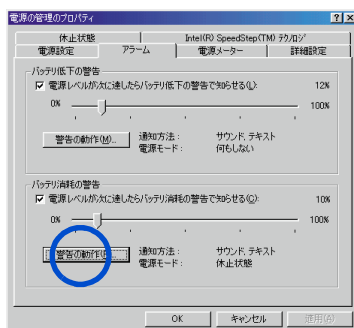 電源の管理のプロパティ
休止状態
Intel(R) SpeedStep(TM) テクノロジ
電源設定
アラーム
電源メーター
詳細設定
バッテリ低下の警告
電源レベルが次に達したらバッテリ低下の警告で知らせる(L):
12%
0%
100%
警告の動作(M)...
通知方法: サウンド, テキスト
電源モード: 何もしない
バッテリ消耗の警告
電源レベルが次に達したらバッテリ消耗の警告で知らせる(C):
10%
0%
100%
警告の動作
通知方法: サウンド, テキスト
電源モード: 休止状態
OK
キャンセル
適用(A)